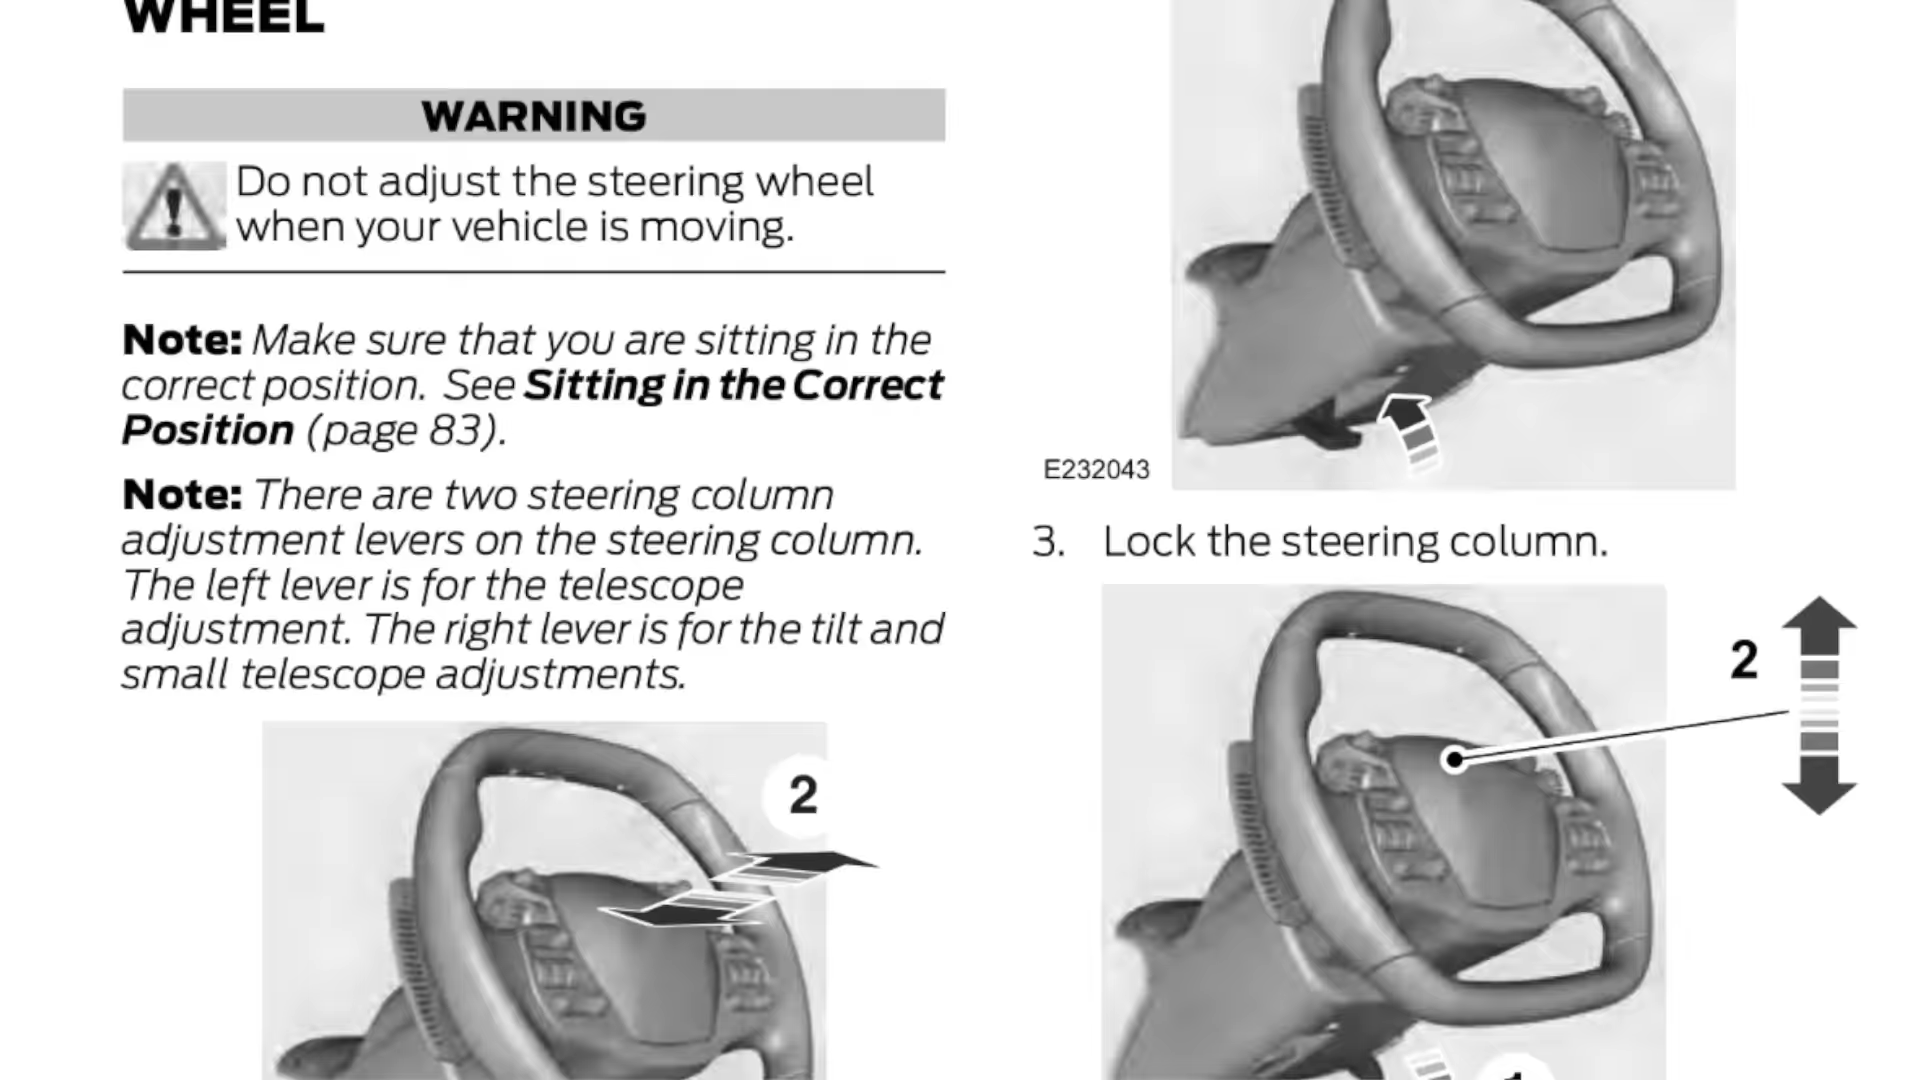 WHEEL
WARNING
Do not adjust the steering wheel
when your vehicle is moving.
Note: Make sure that you are sitting in the
correct position. See Sitting in the Correct
Position (page 83).
Note: There are two steering column
adjustment levers on the steering column.
The left lever is for the telescope
adjustment. The right lever is for the tilt and
small telescope adjustments.
2
E232043
3. Lock the steering column.
2